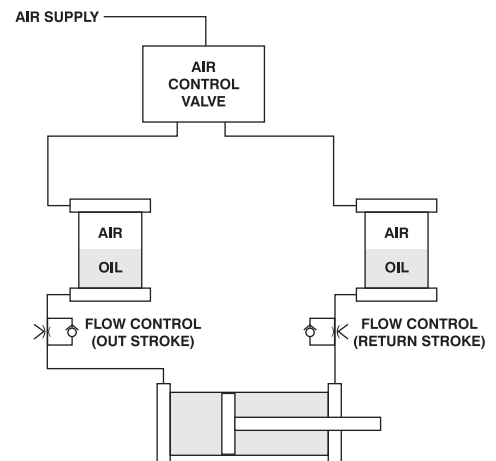 AIR SUPPLY
AIR
CONTROL
VALVE
AIR
OIL
AIR
OIL
FLOW CONTROL
(OUT STROKE)
FLOW CONTROL
(RETURN STROKE)